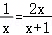 1/x = 2x/(x+1)